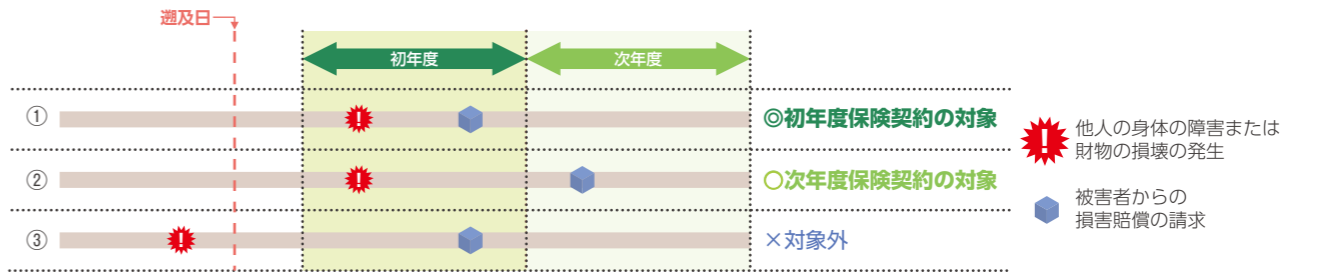 遡及日
初年度
次年度
① ◎初年度保険契約の対象
② ○次年度保険契約の対象
③ ×対象外
! 他人の身体の障害または
財物の損壊の発生
被害者からの
損害賠償の請求